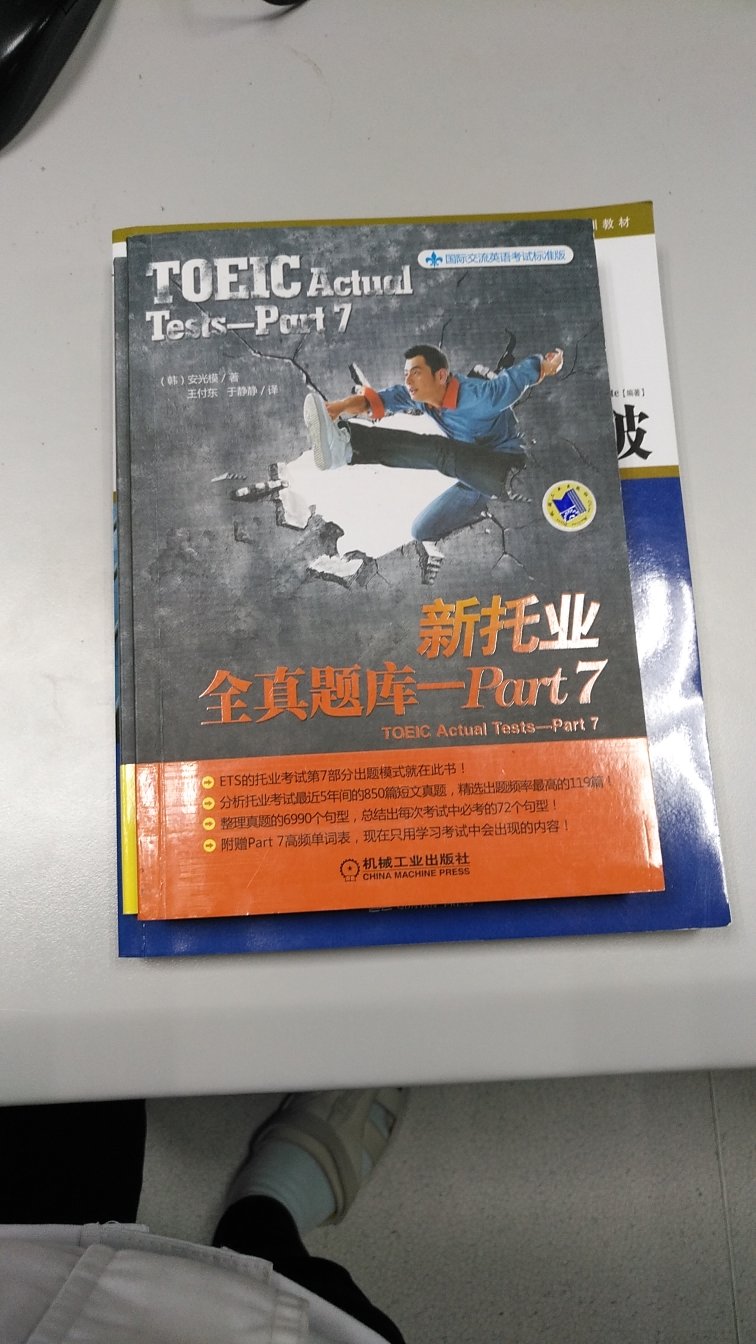 训教材
TOEIC Actual
Tests—Part 7
国际交流英语考试标准版
(韩)安光模/著
王付东 于静静/译
[编著]
波
新托业
全真题库—Part 7
TOEIC Actual Tests—Part 7
ETS的托业考试第7部分出题模式就在此书!
分析托业考试最近5年间的850篇短文真题,精选出题频率最高的119篇!
整理真题的6990个句型,总结出每次考试中必考的72个句型!
附赠Part 7高频单词表,现在只用学习考试中会出现的内容!
机械工业出版社
CHINA MACHINE PRESS